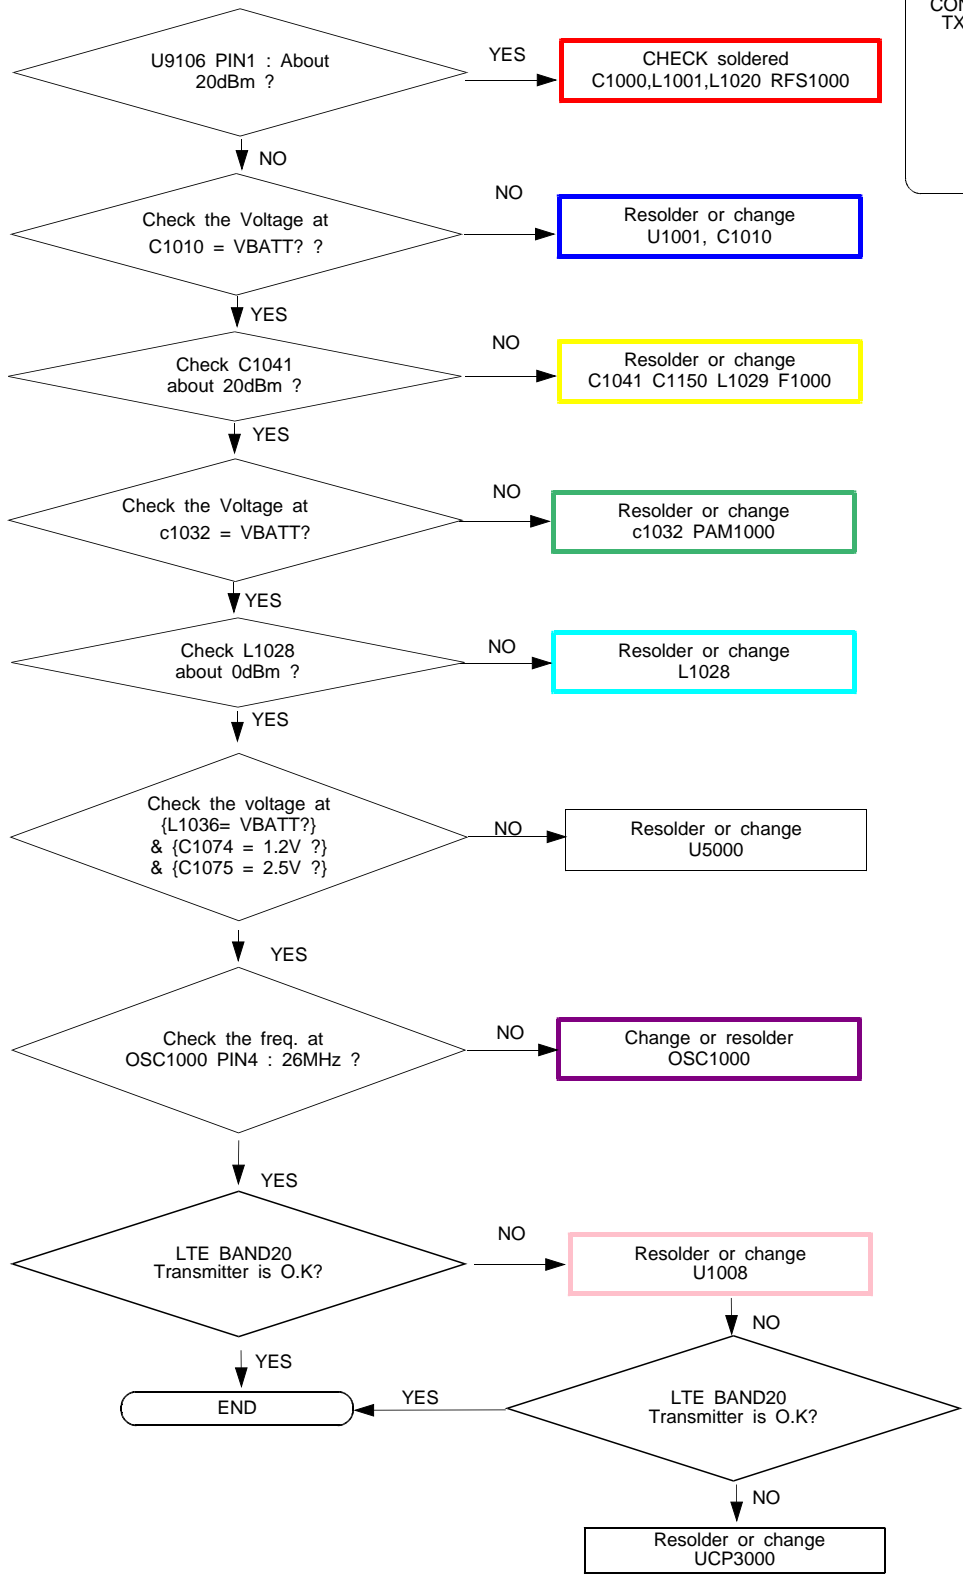 CON
TX
U9106 PIN1 : About
20dBm ?
YES
CHECK soldered
C1000,L1001,L1020 RFS1000
NO
Check the Voltage at
C1010 = VBATT? ?
NO
Resolder or change
U1001, C1010
YES
Check C1041
about 20dBm ?
NO
Resolder or change
C1041 C1150 L1029 F1000
YES
Check the Voltage at
c1032 = VBATT?
NO
Resolder or change
c1032 PAM1000
YES
Check L1028
about 0dBm ?
NO
Resolder or change
L1028
YES
Check the voltage at
{L1036= VBATT?}
& {C1074 = 1.2V ?}
& {C1075 = 2.5V ?}
NO
Resolder or change
U5000
YES
Check the freq. at
OSC1000 PIN4 : 26MHz ?
NO
Change or resolder
OSC1000
YES
LTE BAND20
Transmitter is O.K?
NO
Resolder or change
U1008
NO
YES
END
YES
LTE BAND20
Transmitter is O.K?
NO
Resolder or change
UCP3000